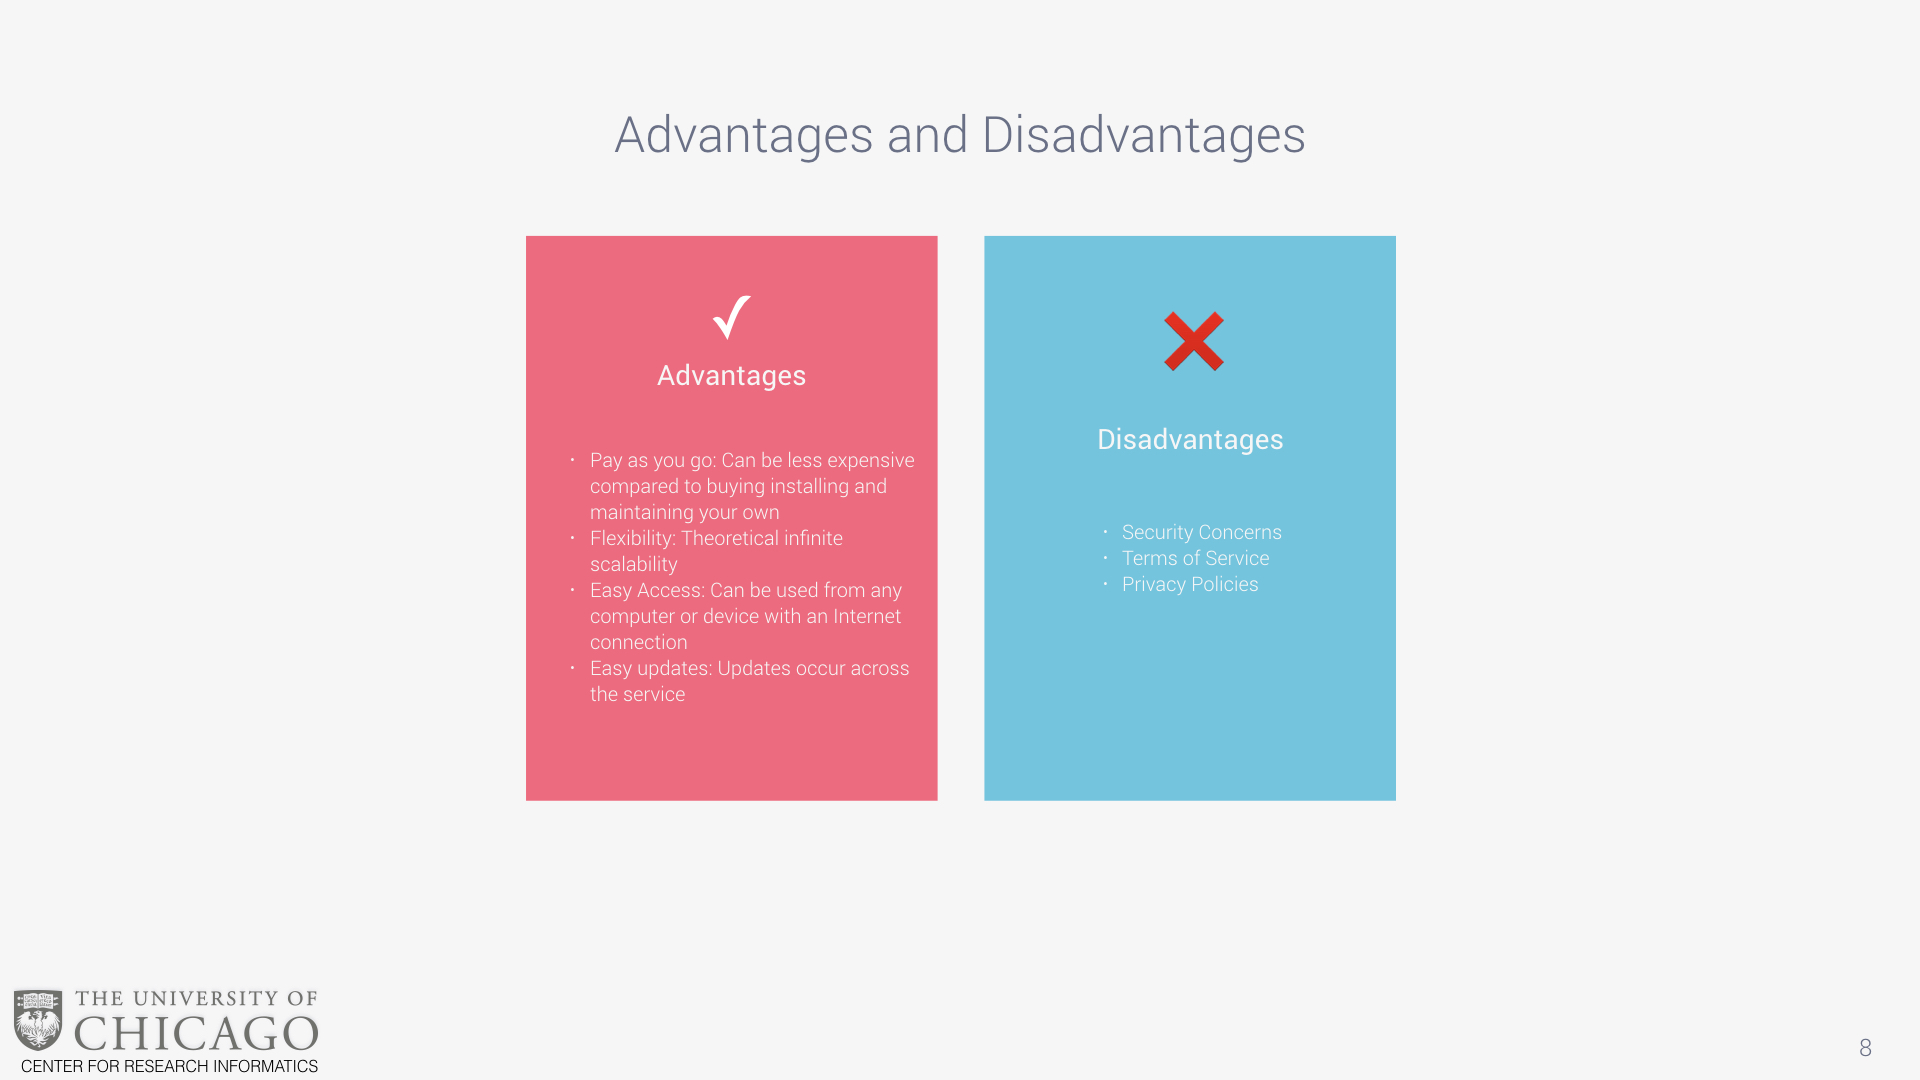 Advantages and Disadvantages
Advantages
• Pay as you go: Can be less expensive
compared to buying installing and
maintaining your own
• Flexibility: Theoretical infinite
scalability
• Easy Access: Can be used from any
computer or device with an Internet
connection
• Easy updates: Updates occur across
the service
Disadvantages
• Security Concerns
• Terms of Service
• Privacy Policies
THE UNIVERSITY OF
CHICAGO
CENTER FOR RESEARCH INFORMATICS
8